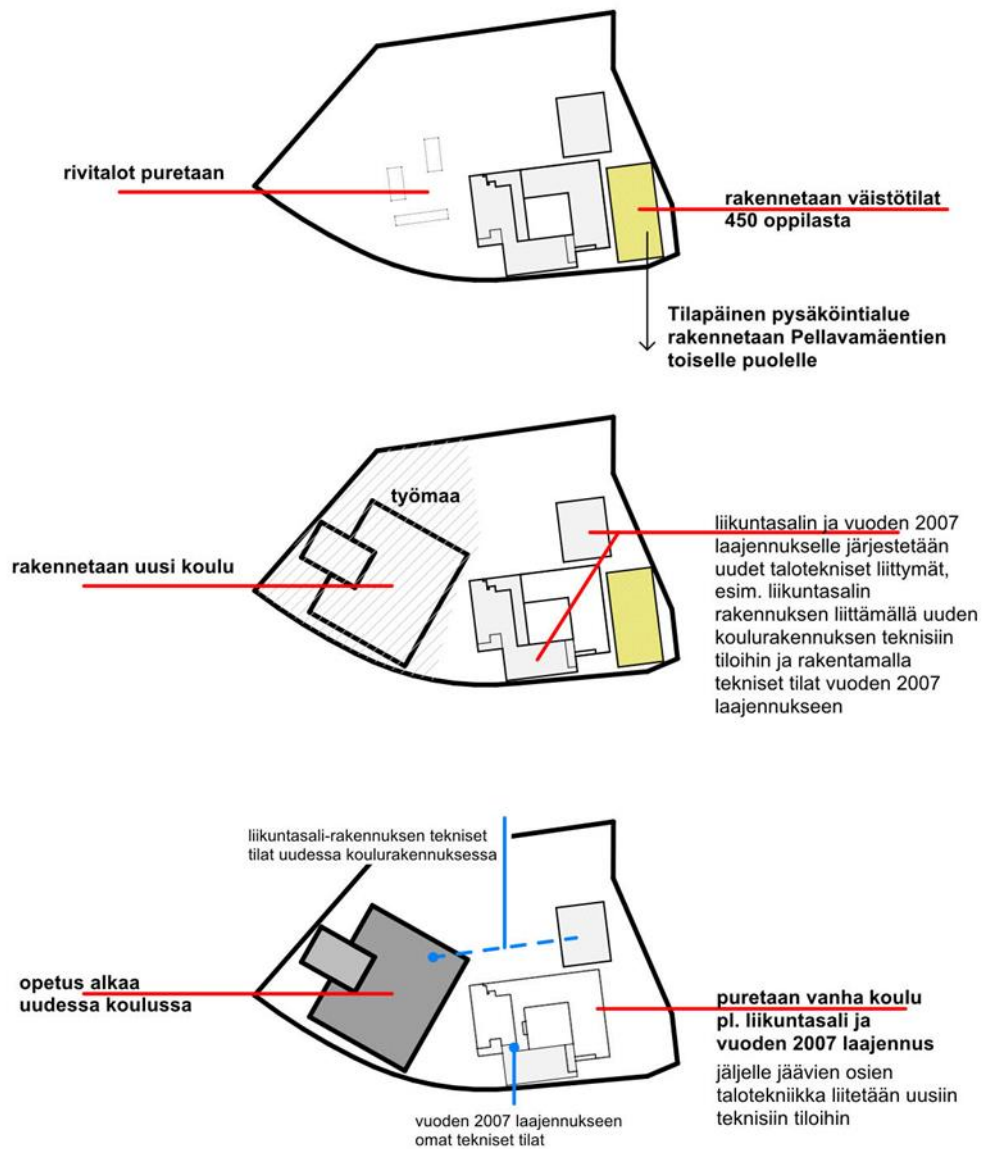 rivitalot puretaan
rakennetaan väistötilat
450 oppilasta
Tilapäinen pysäköintialue
rakennetaan Pellavamäentien
toiselle puolelle
työmaa
rakennetaan uusi koulu
liikuntasalin ja vuoden 2007
laajennukselle järjestetään
uudet talotekniset liittymät,
esim. liikuntasalin
rakennuksen liittämällä uuden
koulurakennuksen teknisiin
tiloihin ja rakentamalla
tekniset tilat vuoden 2007
laajennukseen
liikuntasali-rakennuksen tekniset
tilat uudessa koulurakennuksessa
opetus alkaa
uudessa koulussa
puretaan vanha koulu
pl. liikuntasali ja
vuoden 2007 laajennus
jäljelle jäävien osien
talotekniikka liitetään uusiin
teknisiin tiloihin
vuoden 2007 laajennukseen
omat tekniset tilat